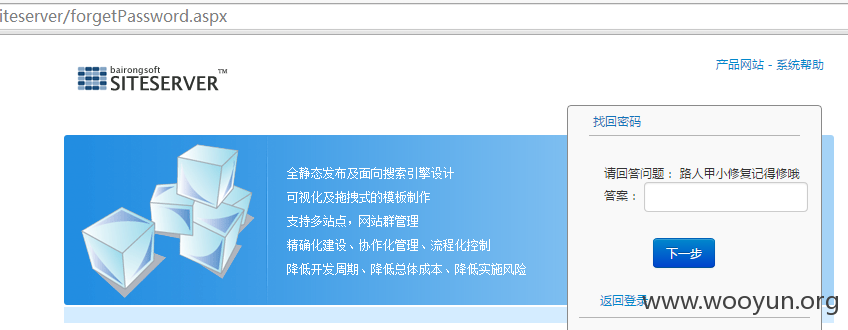 iteserver/forgetPassword.aspx
bairongsoft
SITESERVER™
产品网站 - 系统帮助
找回密码
全静态发布及面向搜索引擎设计
可视化及拖拽式的模板制作
支持多站点，网站群管理
精确化建设、协作化管理、流程化控制
降低开发周期、降低总体成本、降低实施风险
请回答问题： 路人甲小修复记得修哦
答案：
下一步
返回登录
www.wooyun.org